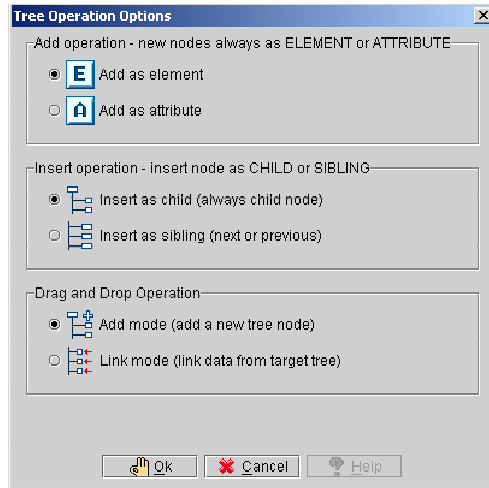 Tree Operation Options
Add operation - new nodes always as ELEMENT or ATTRIBUTE
E Add as element
A Add as attribute
Insert operation - insert node as CHILD or SIBLING
Insert as child (always child node)
Insert as sibling (next or previous)
Drag and Drop Operation
Add mode (add a new tree node)
Link mode (link data from target tree)
Ok Cancel Help